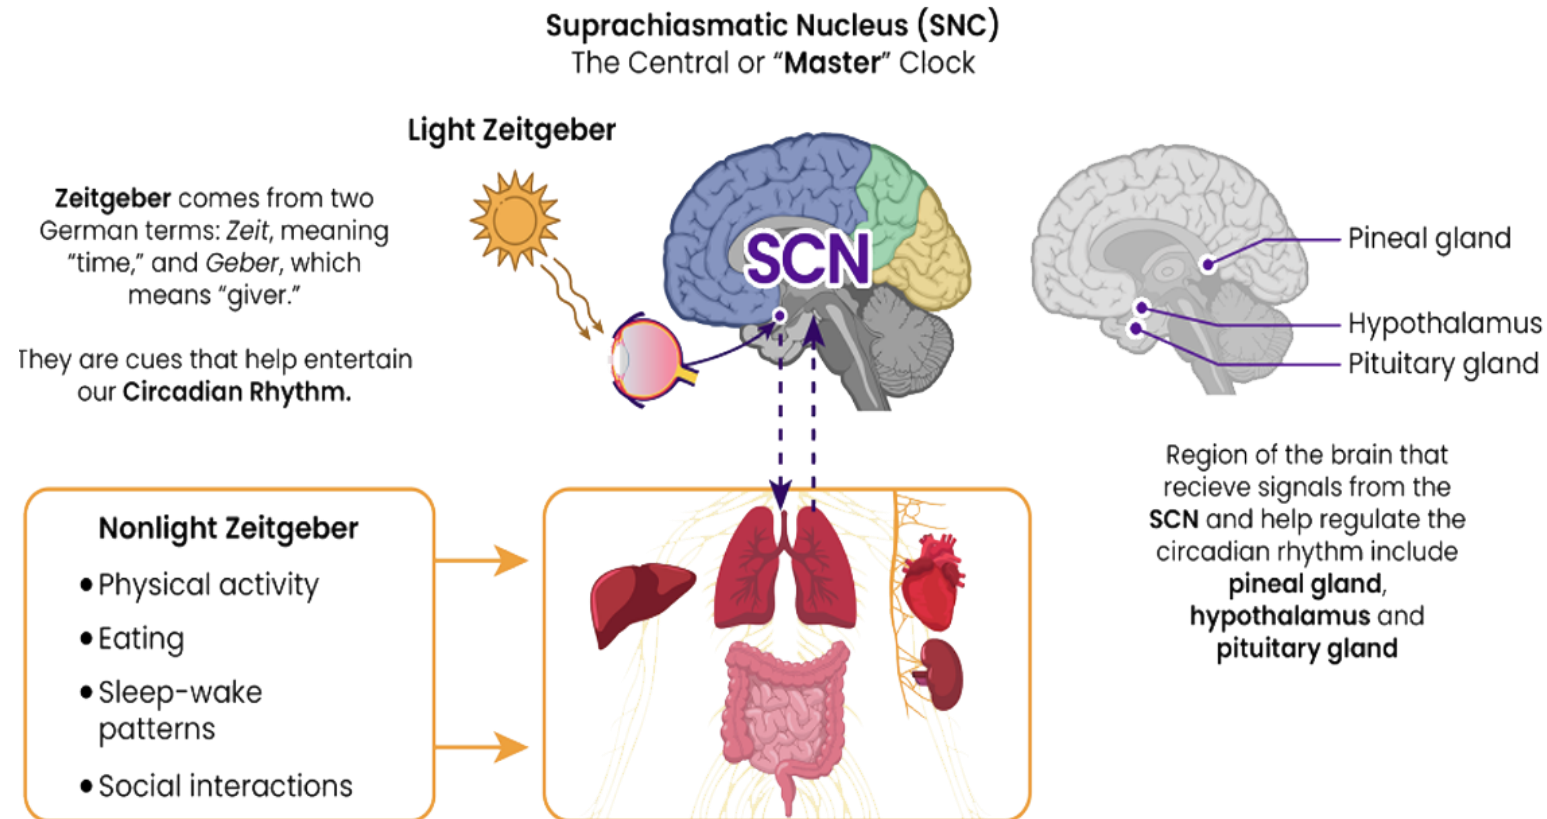 Suprachiasmatic Nucleus (SNC)
The Central or “Master” Clock
Light Zeitgeber
Zeitgeber comes from two
German terms: Zeit, meaning
“time,” and Geber, which
means “giver.”
They are cues that help entertain
our Circadian Rhythm.
SCN
Pineal gland
Hypothalamus
Pituitary gland
Region of the brain that
recieve signals from the
SCN and help regulate the
circadian rhythm include
pineal gland,
hypothalamus and
pituitary gland
Nonlight Zeitgeber
•Physical activity
•Eating
•Sleep-wake
patterns
•Social interactions